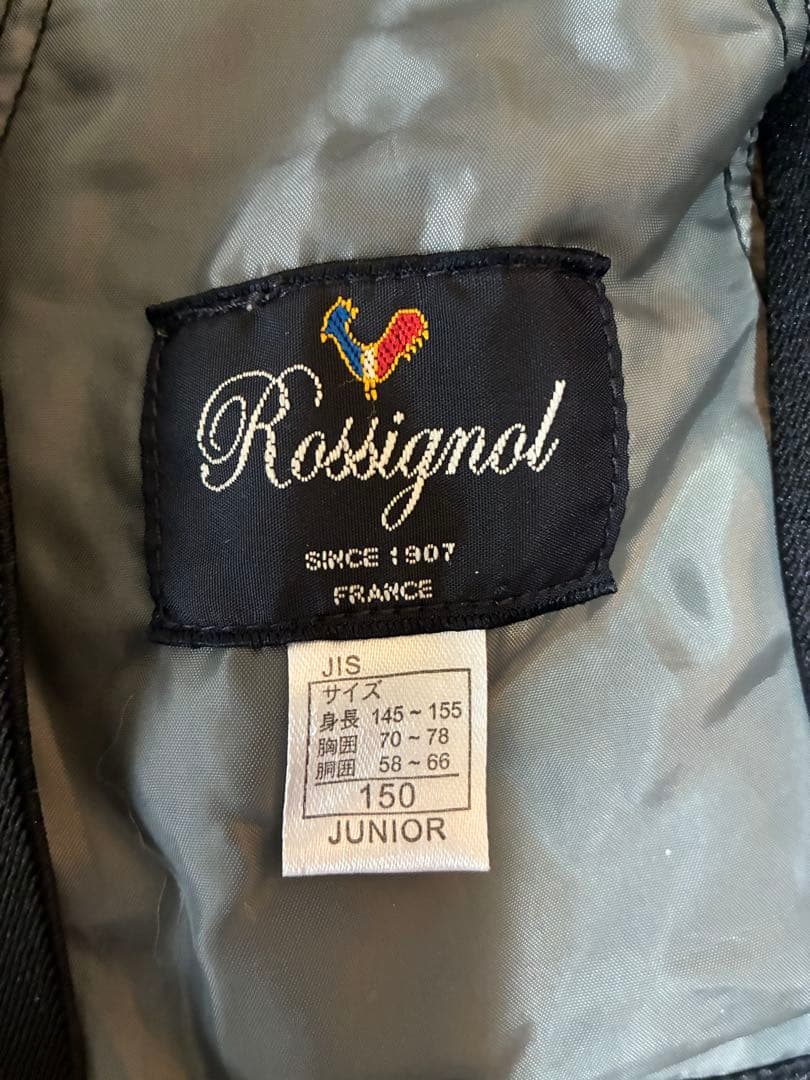 Rossignol
SINCE 1907
FRANCE
JIS
サイズ
身長 145~155
胸囲 70~78
胴囲 58~66
150
JUNIOR